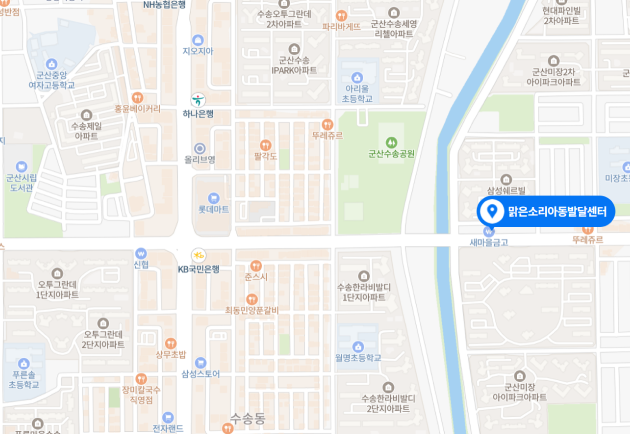 성반점
NH농협은행
수송오투그란데
2차아파트
파리바게뜨
군산수송세영
리첼아파트
현대파인빌
2차아파트
지오지아
군산중앙
여자고등학교
군산수송
IPARK아파트
아리울
초등학교
군산미장2차
아이파크아파트
풍윤베이커리
하나은행
수송제일
아파트
뚜레쥬르
올리브영
팔각도
군산수송공원
군산시립
도서관
삼성쉐르빌
미장초
롯데마트
맑은소리아동발달센터
새마을금고
뚜레쥬르
신협
KB국민은행
오투그란데
1단지아파트
준스시
수송한라비발디
1단지아파트
최동민양푼갈비
오투그란데
2단지아파트
상무초밥
월명초등학교
푸른솔
초등학교
삼성스토어
장미칼국수
직영점
군산미장
아이파크아파트
수송한라비발디
2단지아파트
전자랜드
수송동